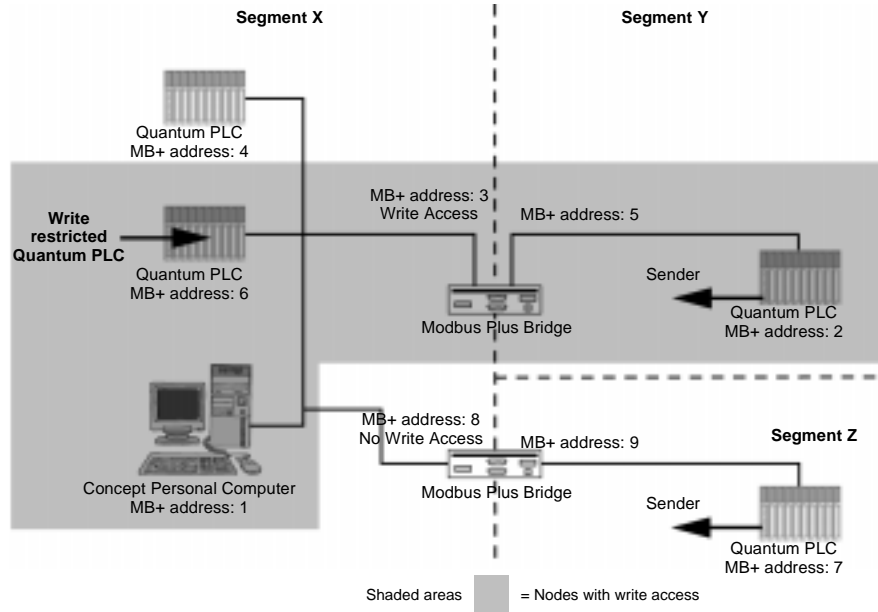 Segment X
Segment Y
Quantum PLC
MB+ address: 4
MB+ address: 3
Write Access
MB+ address: 5
Write
restricted
Quantum PLC
Quantum PLC
MB+ address: 6
Sender
Modbus Plus Bridge
Quantum PLC
MB+ address: 2
MB+ address: 8
No Write Access
MB+ address: 9
Segment Z
Concept Personal Computer
MB+ address: 1
Modbus Plus Bridge
Sender
Quantum PLC
MB+ address: 7
Shaded areas
= Nodes with write access